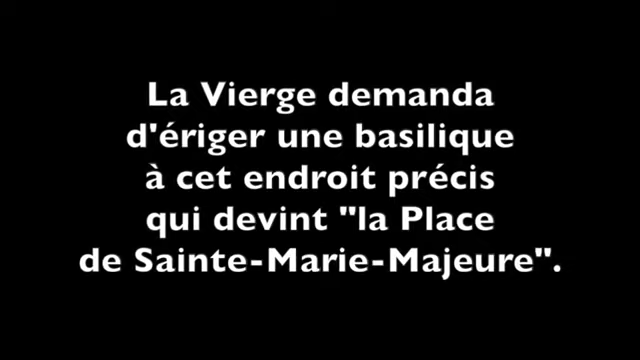 La Vierge demanda
d'ériger une basilique
à cet endroit précis
qui devint "la Place
de Sainte-Marie-Majeure".